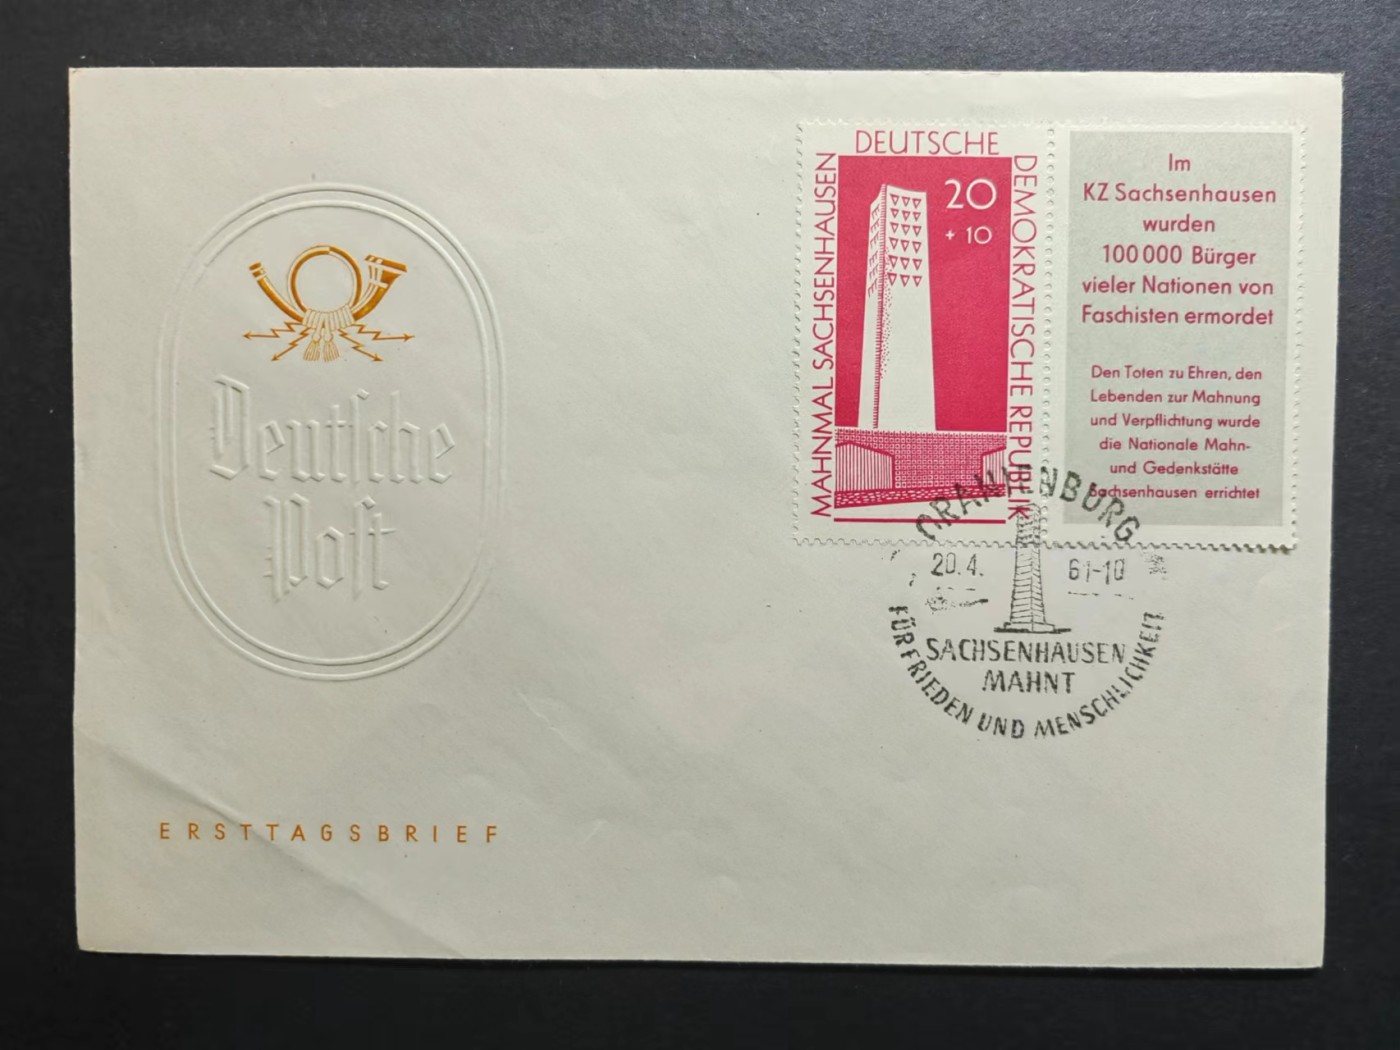 Deutsche
Post
ERSTTAGSBRIEF
DEUTSCHE
DEMOKRATISCHE REPUBLIK
MAHNMAL SACHSENHAUSEN
20
+ 10
Im
KZ Sachsenhausen
wurden
100 000 Bürger
vieler Nationen von
Faschisten ermordet
Den Toten zu Ehren, den
Lebenden zur Mahnung
und Verpflichtung wurde
die Nationale Mahn-
und Gedenkstätte
Sachsenhausen errichtet
ORANIENBURG
20.4. 61-10
SACHSENHAUSEN
MAHNT
FÜR FRIEDEN UND MENSCHLICHKEIT